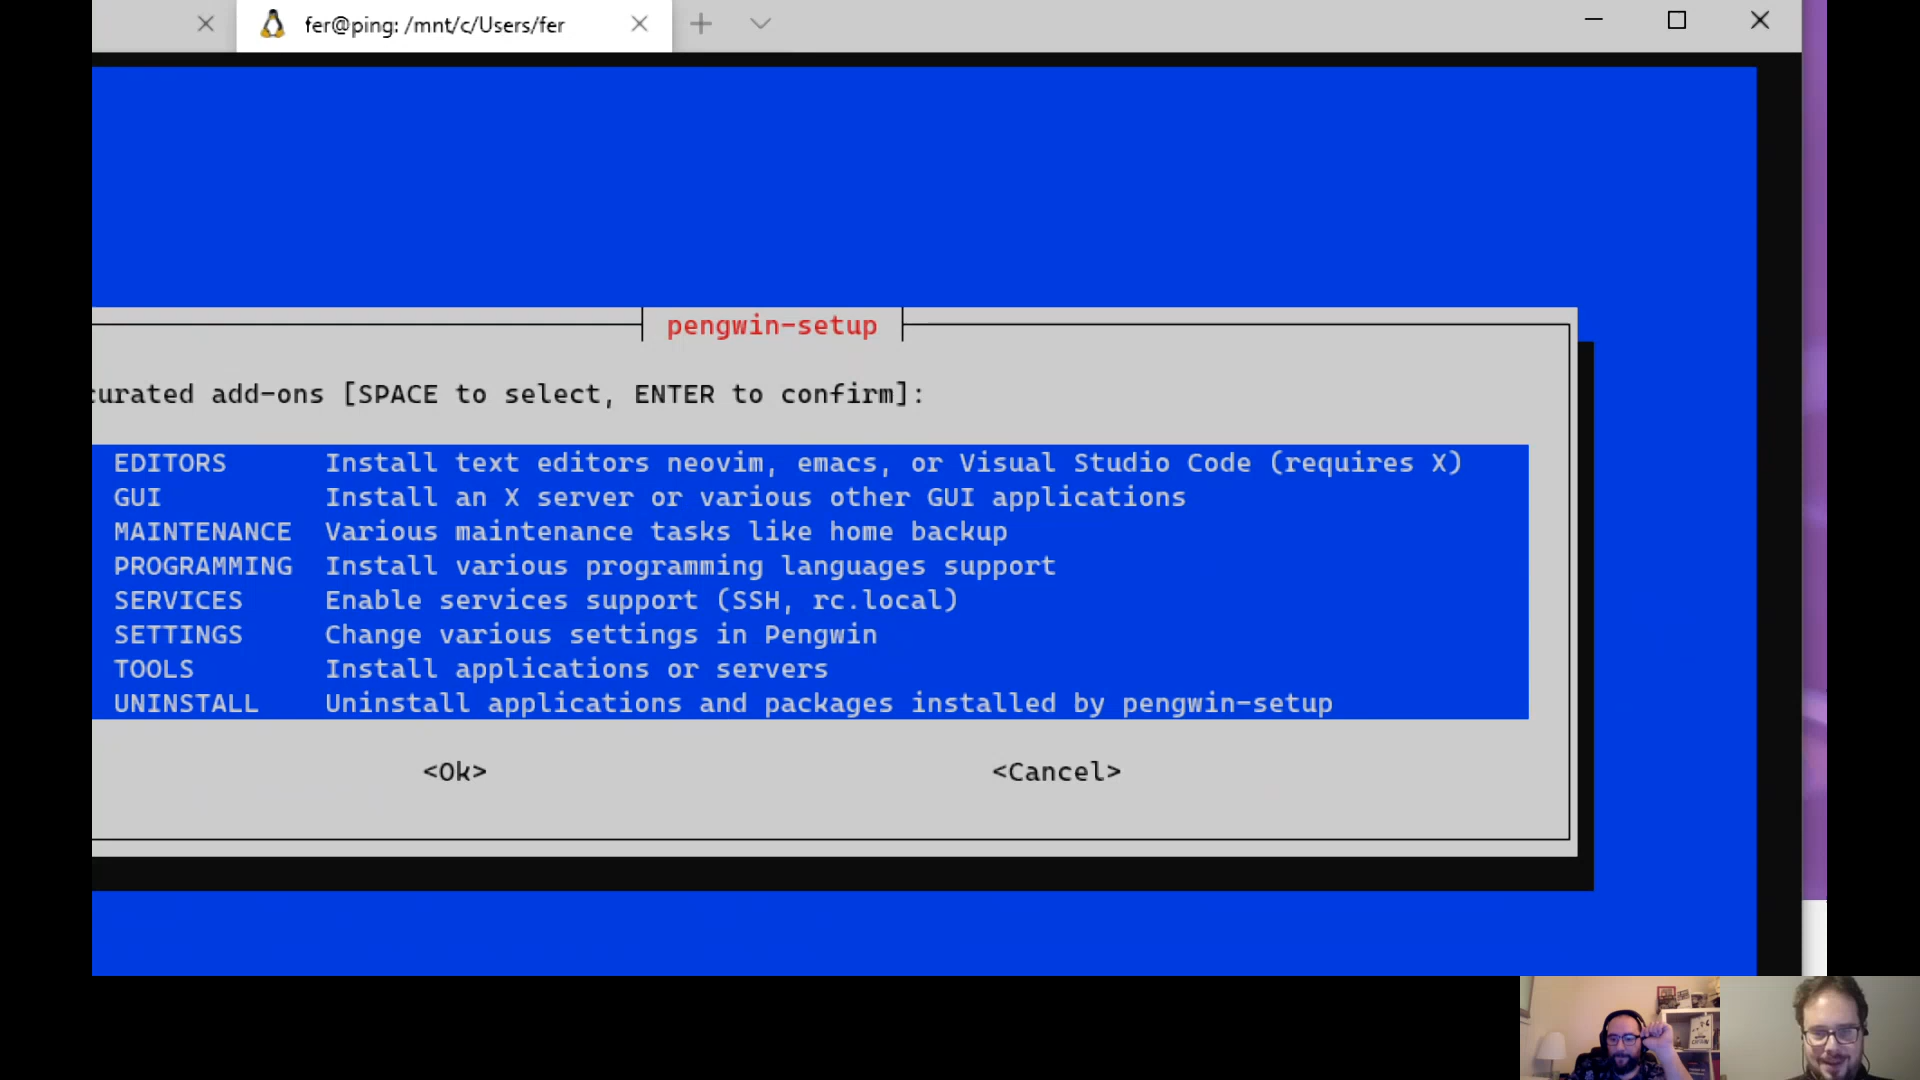 fer@ping: /mnt/c/Users/fer
pengwin-setup
curated add-ons [SPACE to select, ENTER to confirm]:
EDITORS Install text editors neovim, emacs, or Visual Studio Code (requires X)
GUI Install an X server or various other GUI applications
MAINTENANCE Various maintenance tasks like home backup
PROGRAMMING Install various programming languages support
SERVICES Enable services support (SSH, rc.local)
SETTINGS Change various settings in Pengwin
TOOLS Install applications or servers
UNINSTALL Uninstall applications and packages installed by pengwin-setup
<Ok> <Cancel>